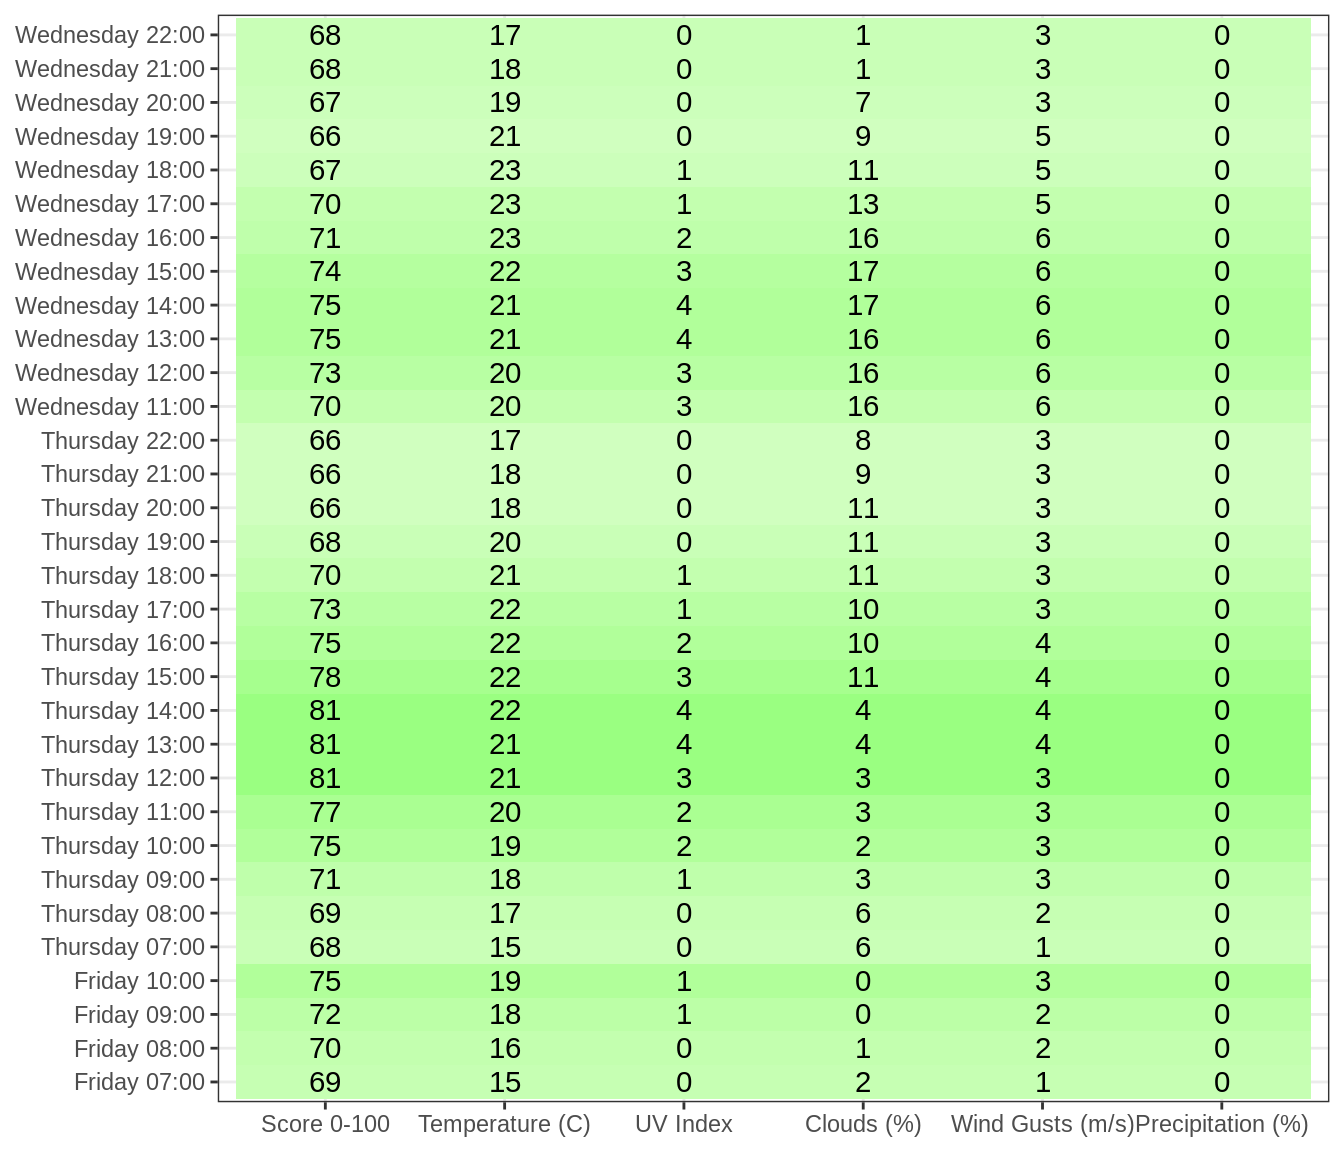 Wednesday 22:00 68 17 0 1 3 0
Wednesday 21:00 68 18 0 1 3 0
Wednesday 20:00 67 19 0 7 3 0
Wednesday 19:00 66 21 0 9 5 0
Wednesday 18:00 67 23 1 11 5 0
Wednesday 17:00 70 23 1 13 5 0
Wednesday 16:00 71 23 2 16 6 0
Wednesday 15:00 74 22 3 17 6 0
Wednesday 14:00 75 21 4 17 6 0
Wednesday 13:00 75 21 4 16 6 0
Wednesday 12:00 73 20 3 16 6 0
Wednesday 11:00 70 20 3 16 6 0
Thursday 22:00 66 17 0 8 3 0
Thursday 21:00 66 18 0 9 3 0
Thursday 20:00 66 18 0 11 3 0
Thursday 19:00 68 20 0 11 3 0
Thursday 18:00 70 21 1 11 3 0
Thursday 17:00 73 22 1 10 3 0
Thursday 16:00 75 22 2 10 4 0
Thursday 15:00 78 22 3 11 4 0
Thursday 14:00 81 22 4 4 4 0
Thursday 13:00 81 21 4 4 4 0
Thursday 12:00 81 21 3 3 3 0
Thursday 11:00 77 20 2 3 3 0
Thursday 10:00 75 19 2 2 3 0
Thursday 09:00 71 18 1 3 3 0
Thursday 08:00 69 17 0 6 2 0
Thursday 07:00 68 15 0 6 1 0
Friday 10:00 75 19 1 0 3 0
Friday 09:00 72 18 1 0 2 0
Friday 08:00 70 16 0 1 2 0
Friday 07:00 69 15 0 2 1 0
Score 0-100 Temperature (C) UV Index Clouds (%) Wind Gusts (m/s) Precipitation (%)